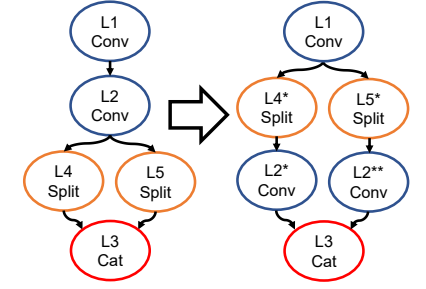 L1
Conv
L2
Conv
L4
Split
L5
Split
L3
Cat
L1
Conv
L4*
Split
L5*
Split
L2*
Conv
L2**
Conv
L3
Cat